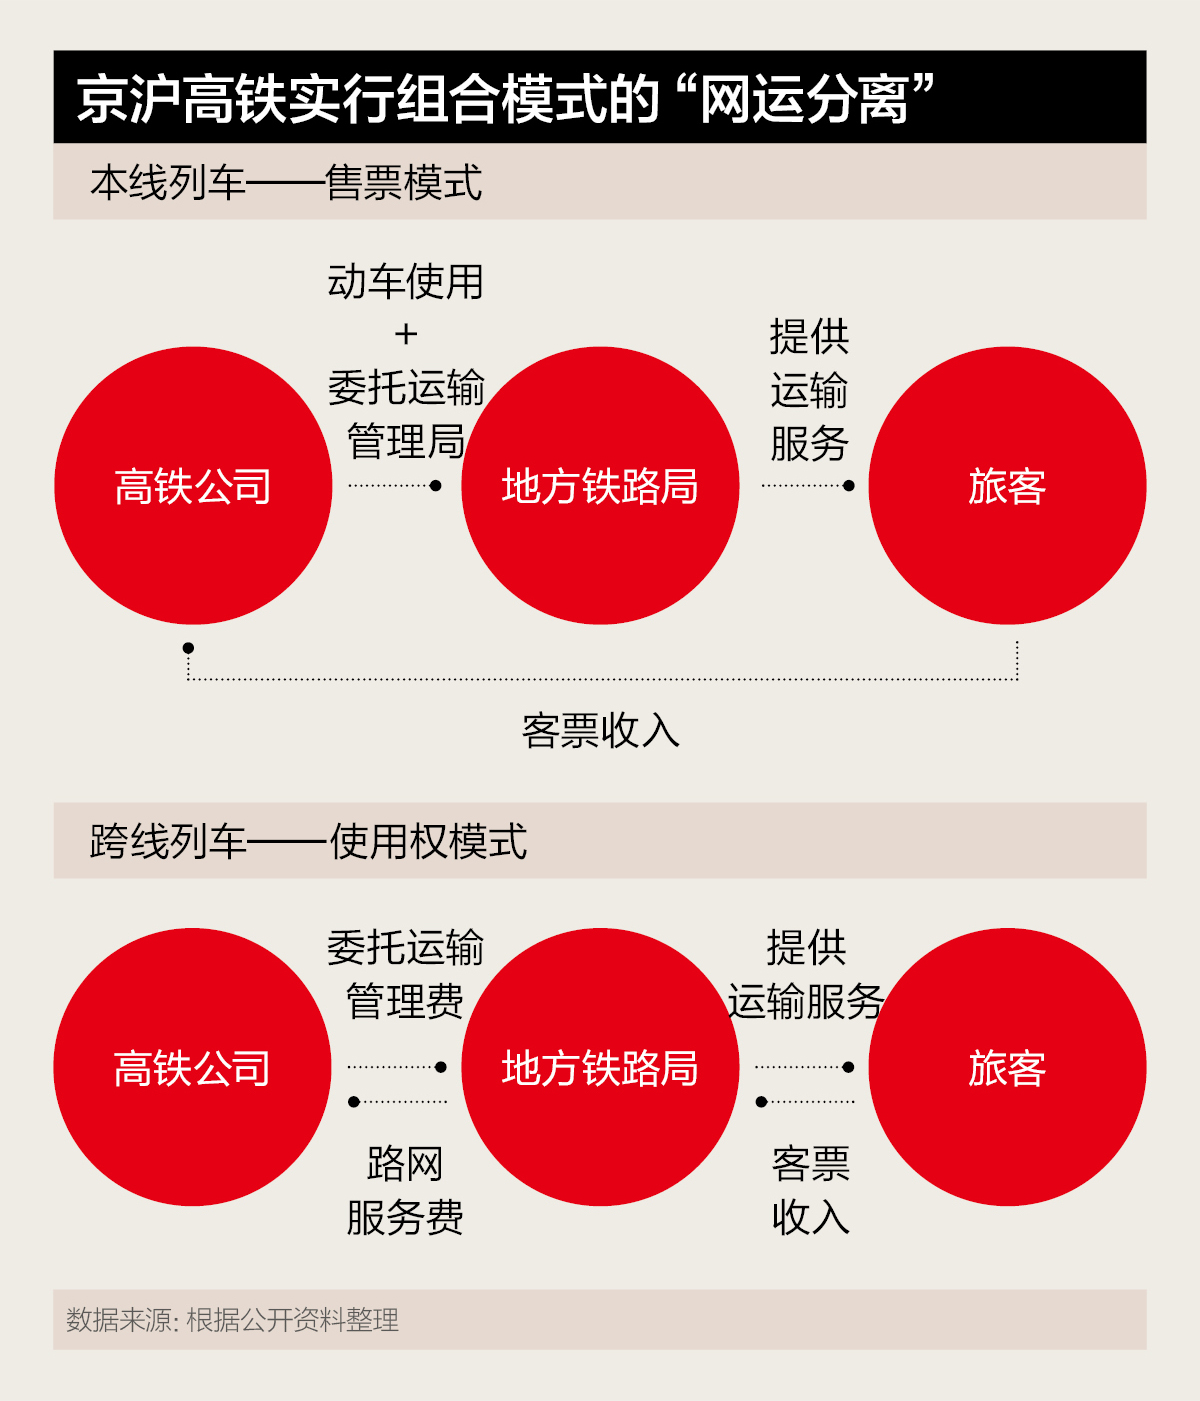 京沪高铁实行组合模式的“网运分离”
本线列车——售票模式
动车使用
+
委托运输
管理局
提供
运输
服务
高铁公司
地方铁路局
旅客
客票收入
跨线列车——使用权模式
委托运输
管理费
提供
运输服务
高铁公司
地方铁路局
旅客
路网
服务费
客票
收入
数据来源：根据公开资料整理